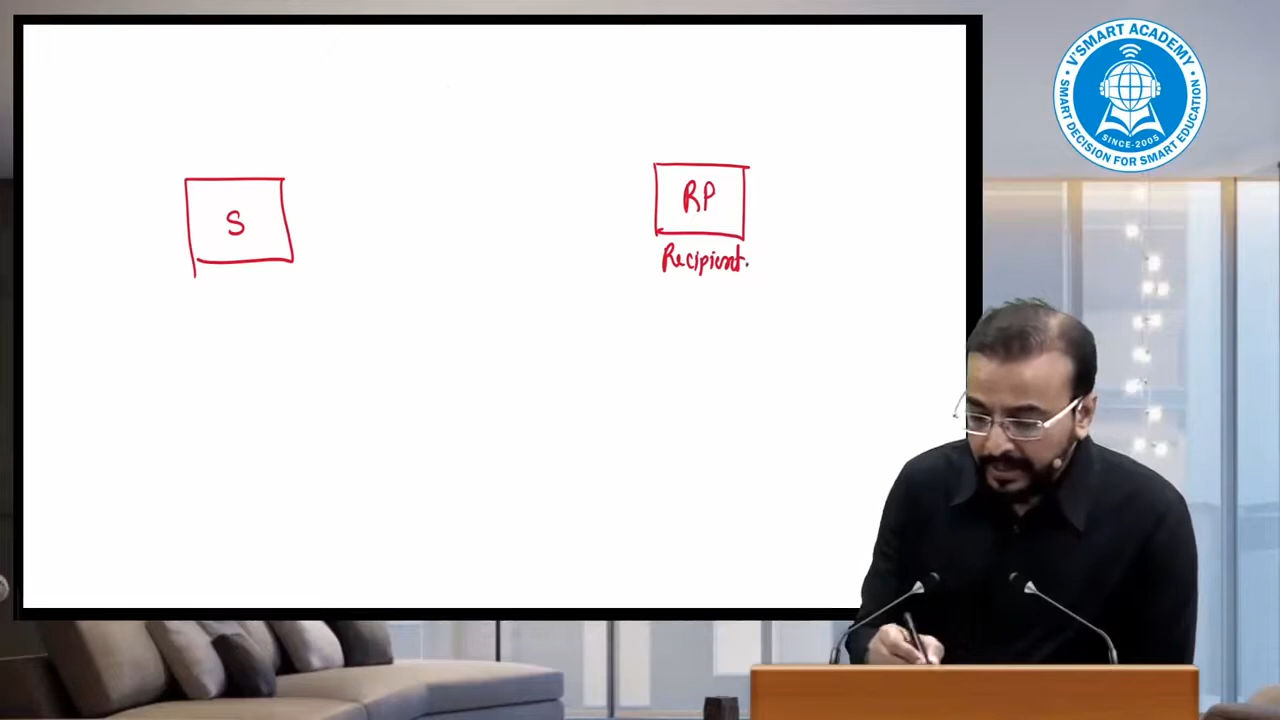 V'SMART ACADEMY
SMART DECISION FOR SMART EDUCATION
SINCE-2005
S
RP
Recipient.